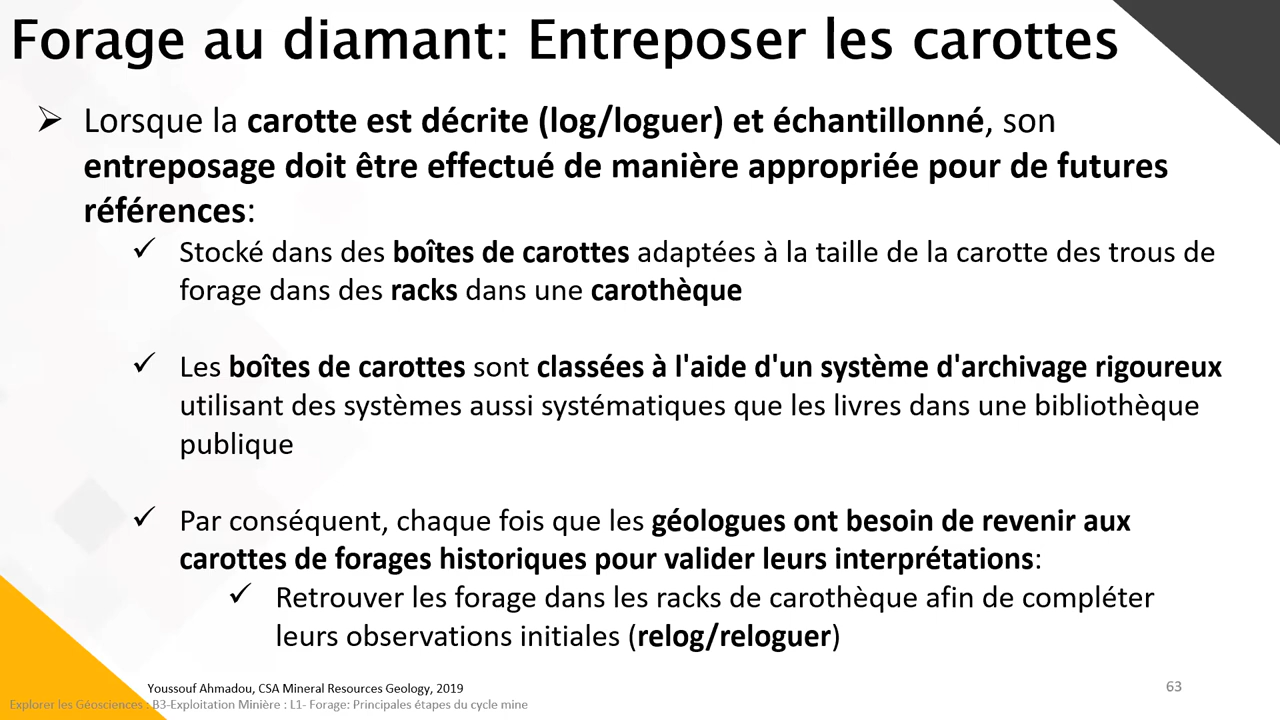 Forage au diamant: Entreposer les carottes
Lorsque la carotte est décrite (log/loguer) et échantillonné, son
entreposage doit être effectué de manière appropriée pour de futures
références:
Stocké dans des boîtes de carottes adaptées à la taille de la carotte des trous de
forage dans des racks dans une carothèque
Les boîtes de carottes sont classées à l'aide d'un système d'archivage rigoureux
utilisant des systèmes aussi systématiques que les livres dans une bibliothèque
publique
Par conséquent, chaque fois que les géologues ont besoin de revenir aux
carottes de forages historiques pour valider leurs interprétations:
Retrouver les forage dans les racks de carothèque afin de compléter
leurs observations initiales (relog/reloguer)
Youssouf Ahmadou, CSA Mineral Resources Geology, 2019
63
Explorer les Géosciences : B3-Exploitation Minière : L1- Forage: Principales étapes du cycle mine